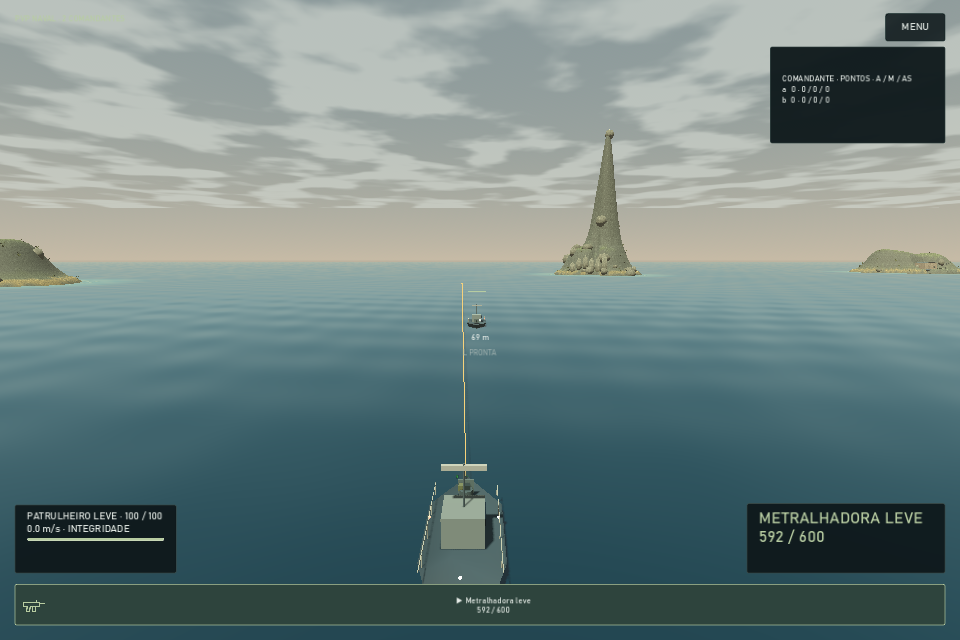 MENU
COMANDANTE · PONTOS · A / M / AS
a 0 · 0 / 0 / 0
b 0 · 0 / 0 / 0
69 m
PRONTA
PATRULHEIRO LEVE · 100 / 100
0.0 m/s · INTEGRIDADE
METRALHADORA LEVE
592 / 600
▶ Metralhadora leve
592 / 600